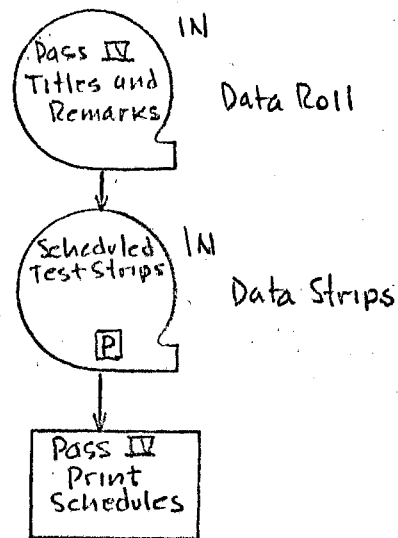 IN
Pass IV
Titles and
Remarks
Data Roll
Scheduled
Test Strips
IN
Data Strips
P
Pass IV
Print
Schedules